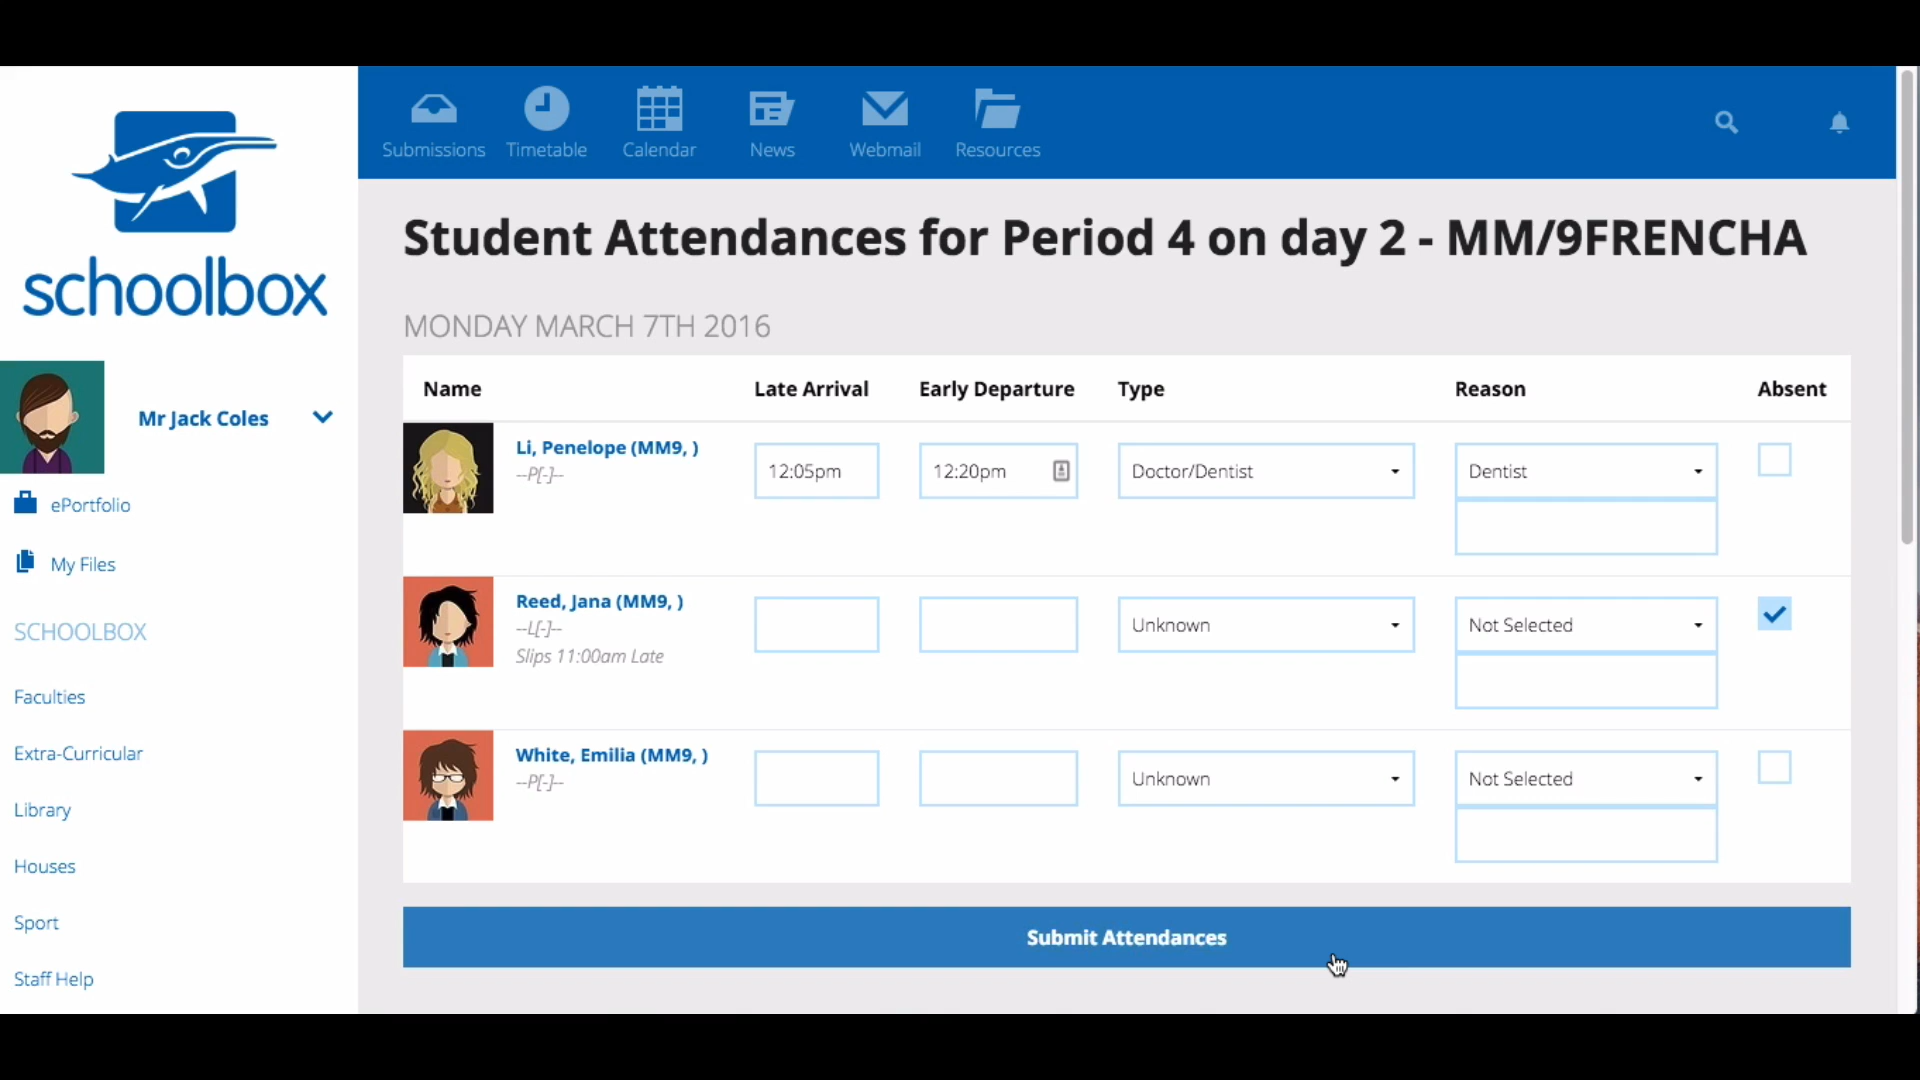 schoolbox
Mr Jack Coles
ePortfolio
My Files
SCHOOLBOX
Faculties
Extra-Curricular
Library
Houses
Sport
Staff Help
Submissions Timetable Calendar News Webmail Resources
Student Attendances for Period 4 on day 2 - MM/9FRENCHA
MONDAY MARCH 7TH 2016
Name Late Arrival Early Departure Type Reason Absent
Li, Penelope (MM9, )
--P[-]--
12:05pm 12:20pm Doctor/Dentist Dentist
Reed, Jana (MM9, )
--L[-]--
Slips 11:00am Late
Unknown Not Selected
White, Emilia (MM9, )
--P[-]--
Unknown Not Selected
Submit Attendances